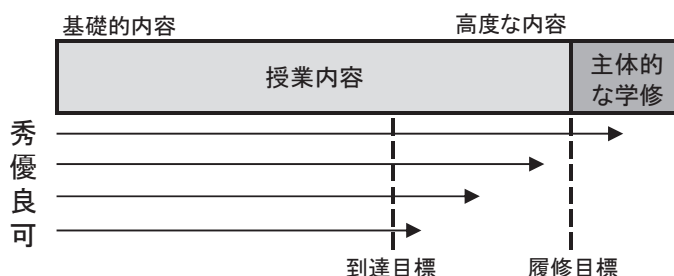 基礎的内容
高度な内容
授業内容
主体的
な学修
秀
優
良
可
到達目標
履修目標